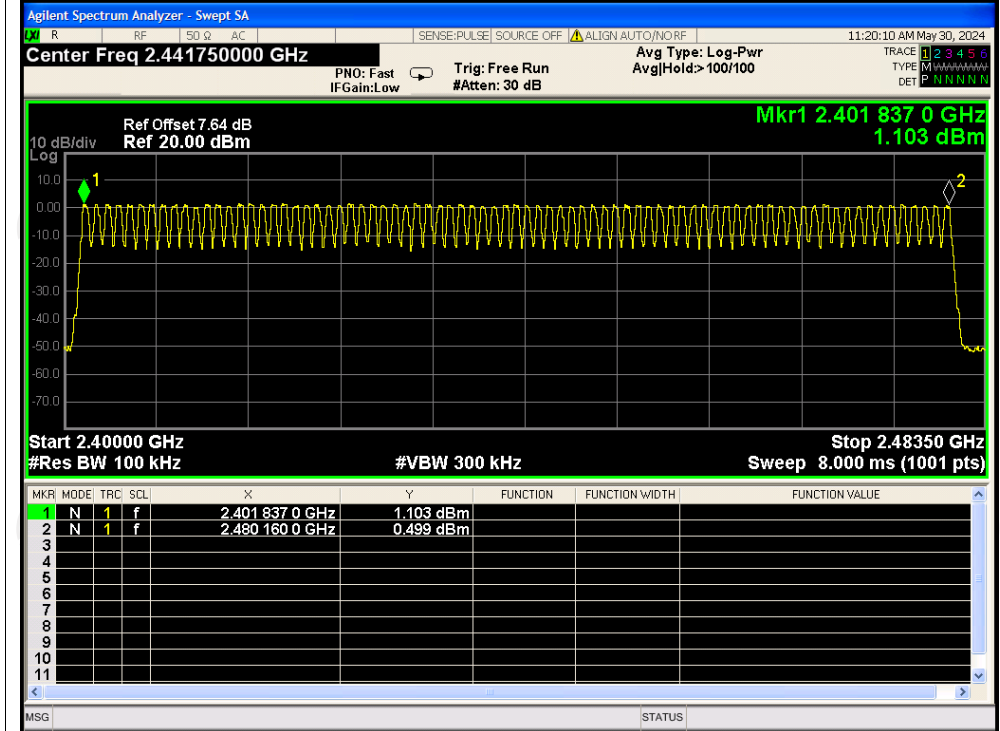 Agilent Spectrum Analyzer - Swept SA
LXI R RF 50 Ω AC SENSE:PULSE SOURCE OFF ALIGN AUTO/NO RF 11:20:10 AM May 30, 2024
Center Freq 2.441750000 GHz Avg Type: Log-Pwr TRACE 1 2 3 4 5 6
PNO: Fast Trig: Free Run Avg|Hold:> 100/100 TYPE M
IFGain:Low #Atten: 30 dB DET P N N N N N
Mkr1 2.401 837 0 GHz
Ref Offset 7.64 dB
10 dB/div Ref 20.00 dBm 1.103 dBm
Log
10.0
1 2
0.00
-10.0
-20.0
-30.0
-40.0
-50.0
-60.0
-70.0
Start 2.40000 GHz Stop 2.48350 GHz
#Res BW 100 kHz #VBW 300 kHz Sweep 8.000 ms (1001 pts)
MKR MODE TRC SCL X Y FUNCTION FUNCTION WIDTH FUNCTION VALUE
1 N 1 f 2.401 837 0 GHz 1.103 dBm
2 N 1 f 2.480 160 0 GHz 0.499 dBm
3
4
5
6
7
8
9
10
11
MSG STATUS